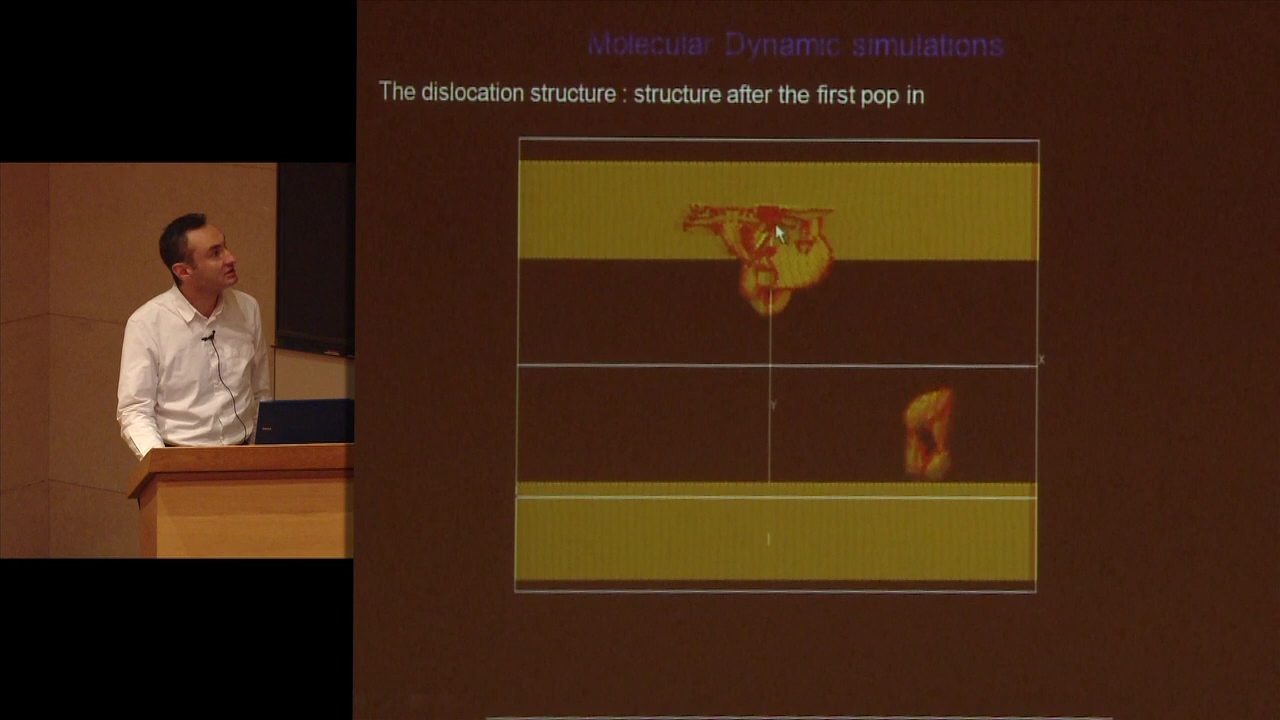 Molecular Dynamic simulations
The dislocation structure : structure after the first pop in
X
Y